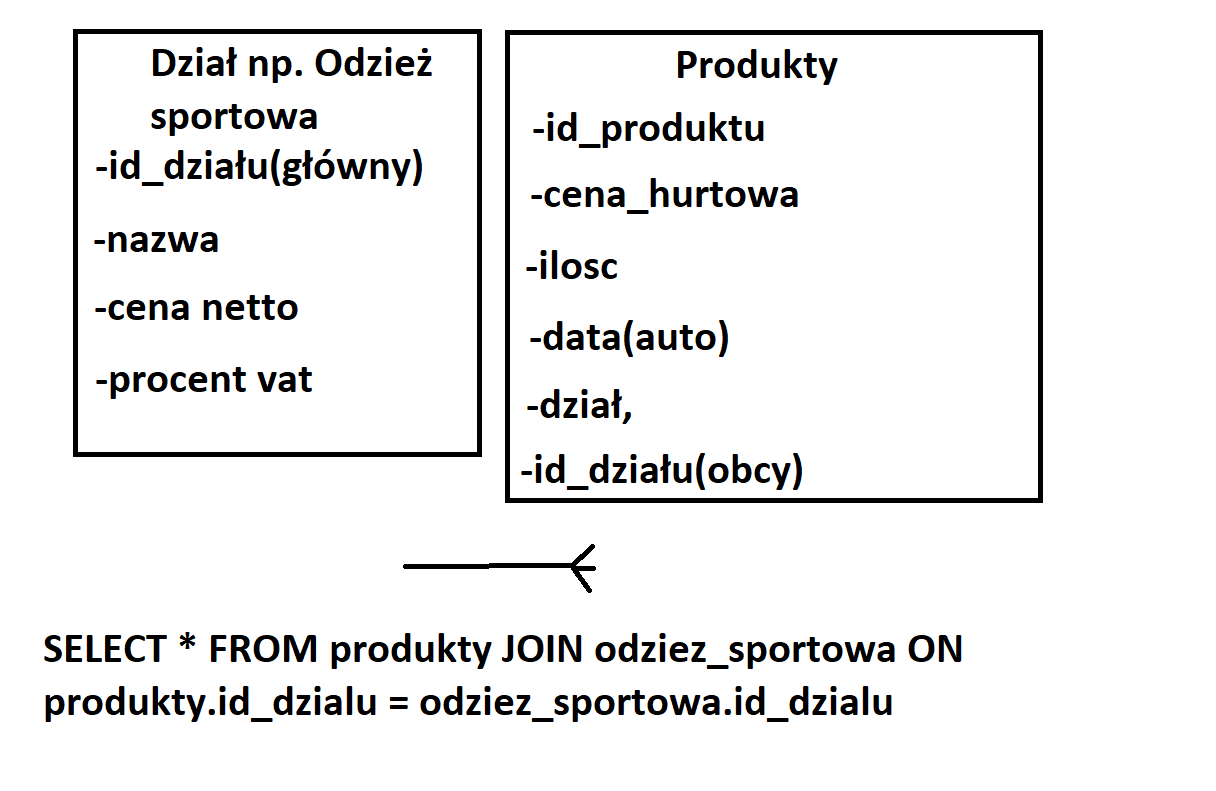 Dział np. Odzież
sportowa
-id_działu(główny)
-nazwa
-cena netto
-procent vat
Produkty
-id_produktu
-cena_hurtowa
-ilosc
-data(auto)
-dział,
-id_działu(obcy)
SELECT * FROM produkty JOIN odziez_sportowa ON
produkty.id_dzialu = odziez_sportowa.id_dzialu